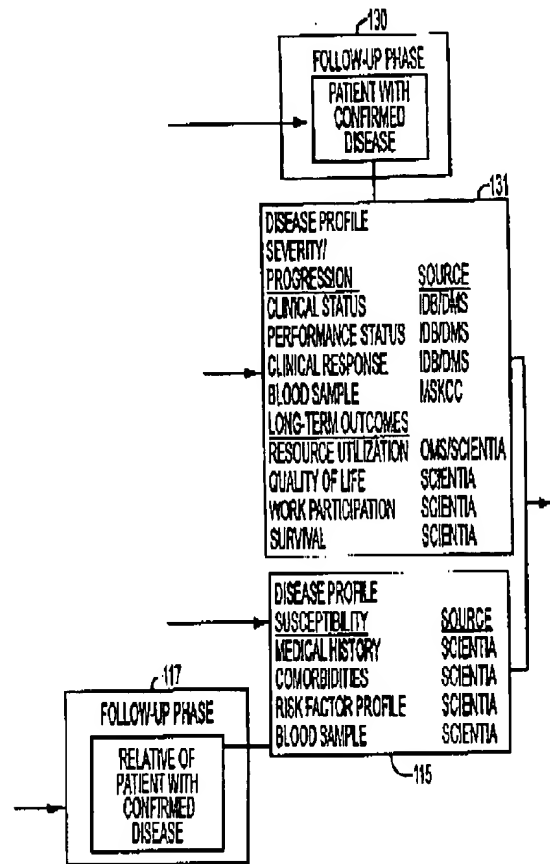 130
FOLLOW-UP PHASE
PATIENT WITH
CONFIRMED
DISEASE
131
DISEASE PROFILE
SEVERITY/
PROGRESSION SOURCE
CLINICAL STATUS IDB/DMS
PERFORMANCE STATUS IDB/DMS
CLINICAL RESPONSE IDB/DMS
BLOOD SAMPLE MSKCC
LONG-TERM OUTCOMES
RESOURCE UTILIZATION OMS/SCIENTIA
QUALITY OF LIFE SCIENTIA
WORK PARTICIPATION SCIENTIA
SURVIVAL SCIENTIA
DISEASE PROFILE
SUSCEPTIBILITY SOURCE
MEDICAL HISTORY SCIENTIA
COMORBIDITIES SCIENTIA
RISK FACTOR PROFILE SCIENTIA
BLOOD SAMPLE SCIENTIA
115
117
FOLLOW-UP PHASE
RELATIVE OF
PATIENT WITH
CONFIRMED
DISEASE